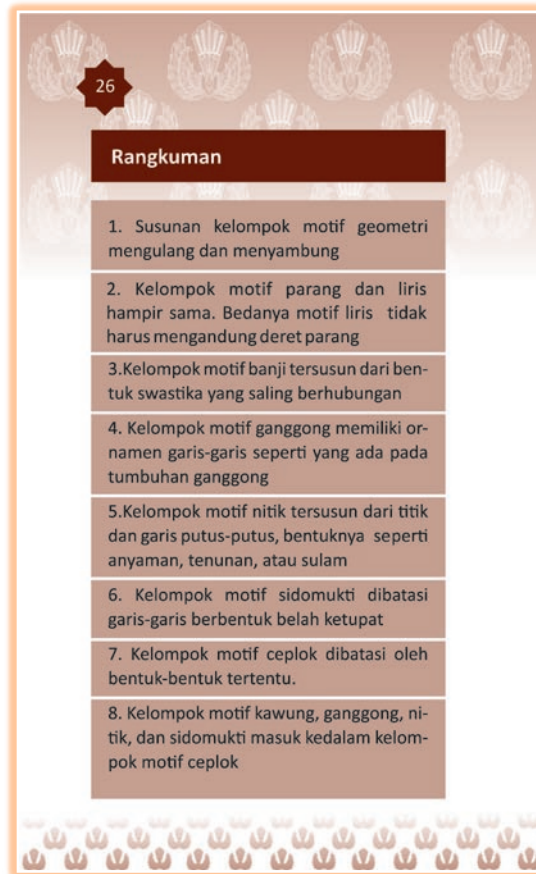 26
Rangkuman
1. Susunan kelompok motif geometri
mengulang dan menyambung
2. Kelompok motif parang dan liris
hampir sama. Bedanya motif liris tidak
harus mengandung deret parang
3.Kelompok motif banji tersusun dari ben-
tuk swastika yang saling berhubungan
4. Kelompok motif ganggong memiliki or-
namen garis-garis seperti yang ada pada
tumbuhan ganggong
5.Kelompok motif nitik tersusun dari titik
dan garis putus-putus, bentuknya seperti
anyaman, tenunan, atau sulam
6. Kelompok motif sidomukti dibatasi
garis-garis berbentuk belah ketupat
7. Kelompok motif ceplok dibatasi oleh
bentuk-bentuk tertentu.
8. Kelompok motif kawung, ganggong, ni-
tik, dan sidomukti masuk kedalam kelom-
pok motif ceplok